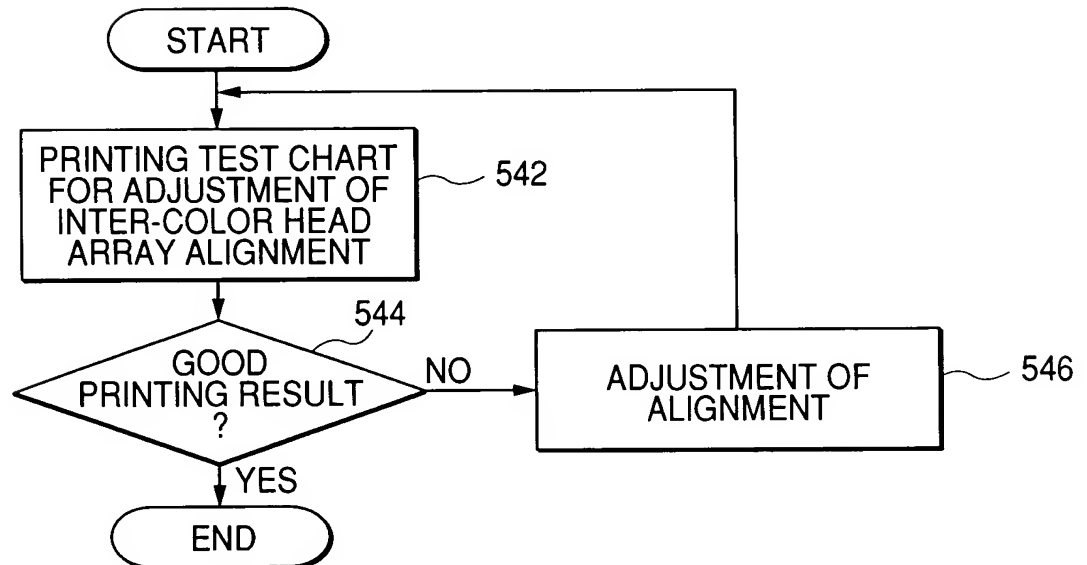 START
PRINTING TEST CHART
FOR ADJUSTMENT OF
INTER-COLOR HEAD
ARRAY ALIGNMENT
542
544
GOOD
PRINTING RESULT
?
NO
ADJUSTMENT OF
ALIGNMENT
546
YES
END